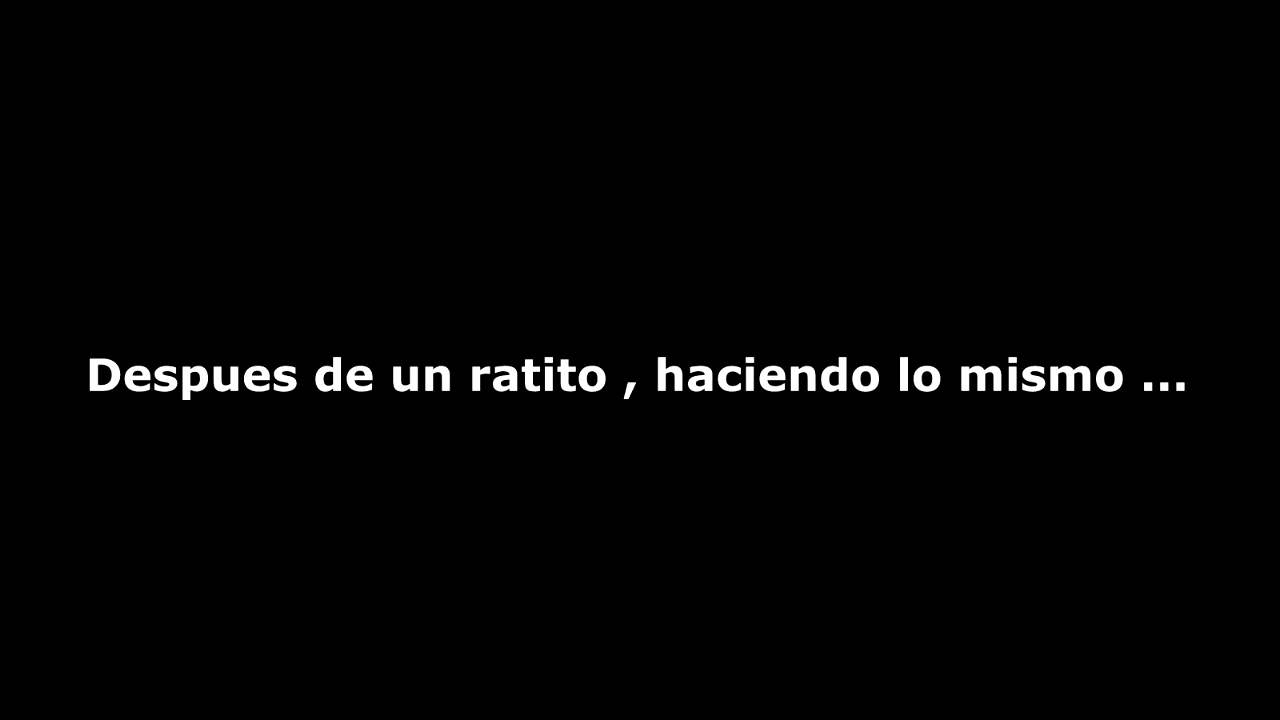 Despues de un ratito , haciendo lo mismo ...